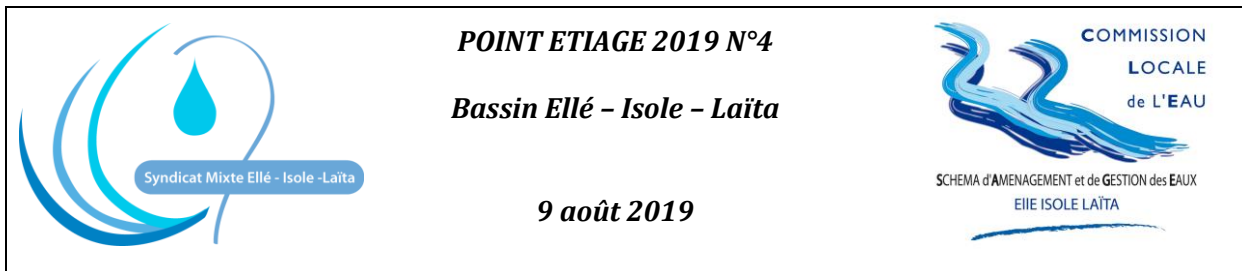 Syndicat Mixte Ellé - Isole -Laïta
POINT ETIAGE 2019 N°4
Bassin Ellé – Isole – Laïta
9 août 2019
COMMISSION
LOCALE
de L'EAU
SCHEMA d'AMENAGEMENT et de GESTION des EAUX
EllE ISOLE LAÏTA